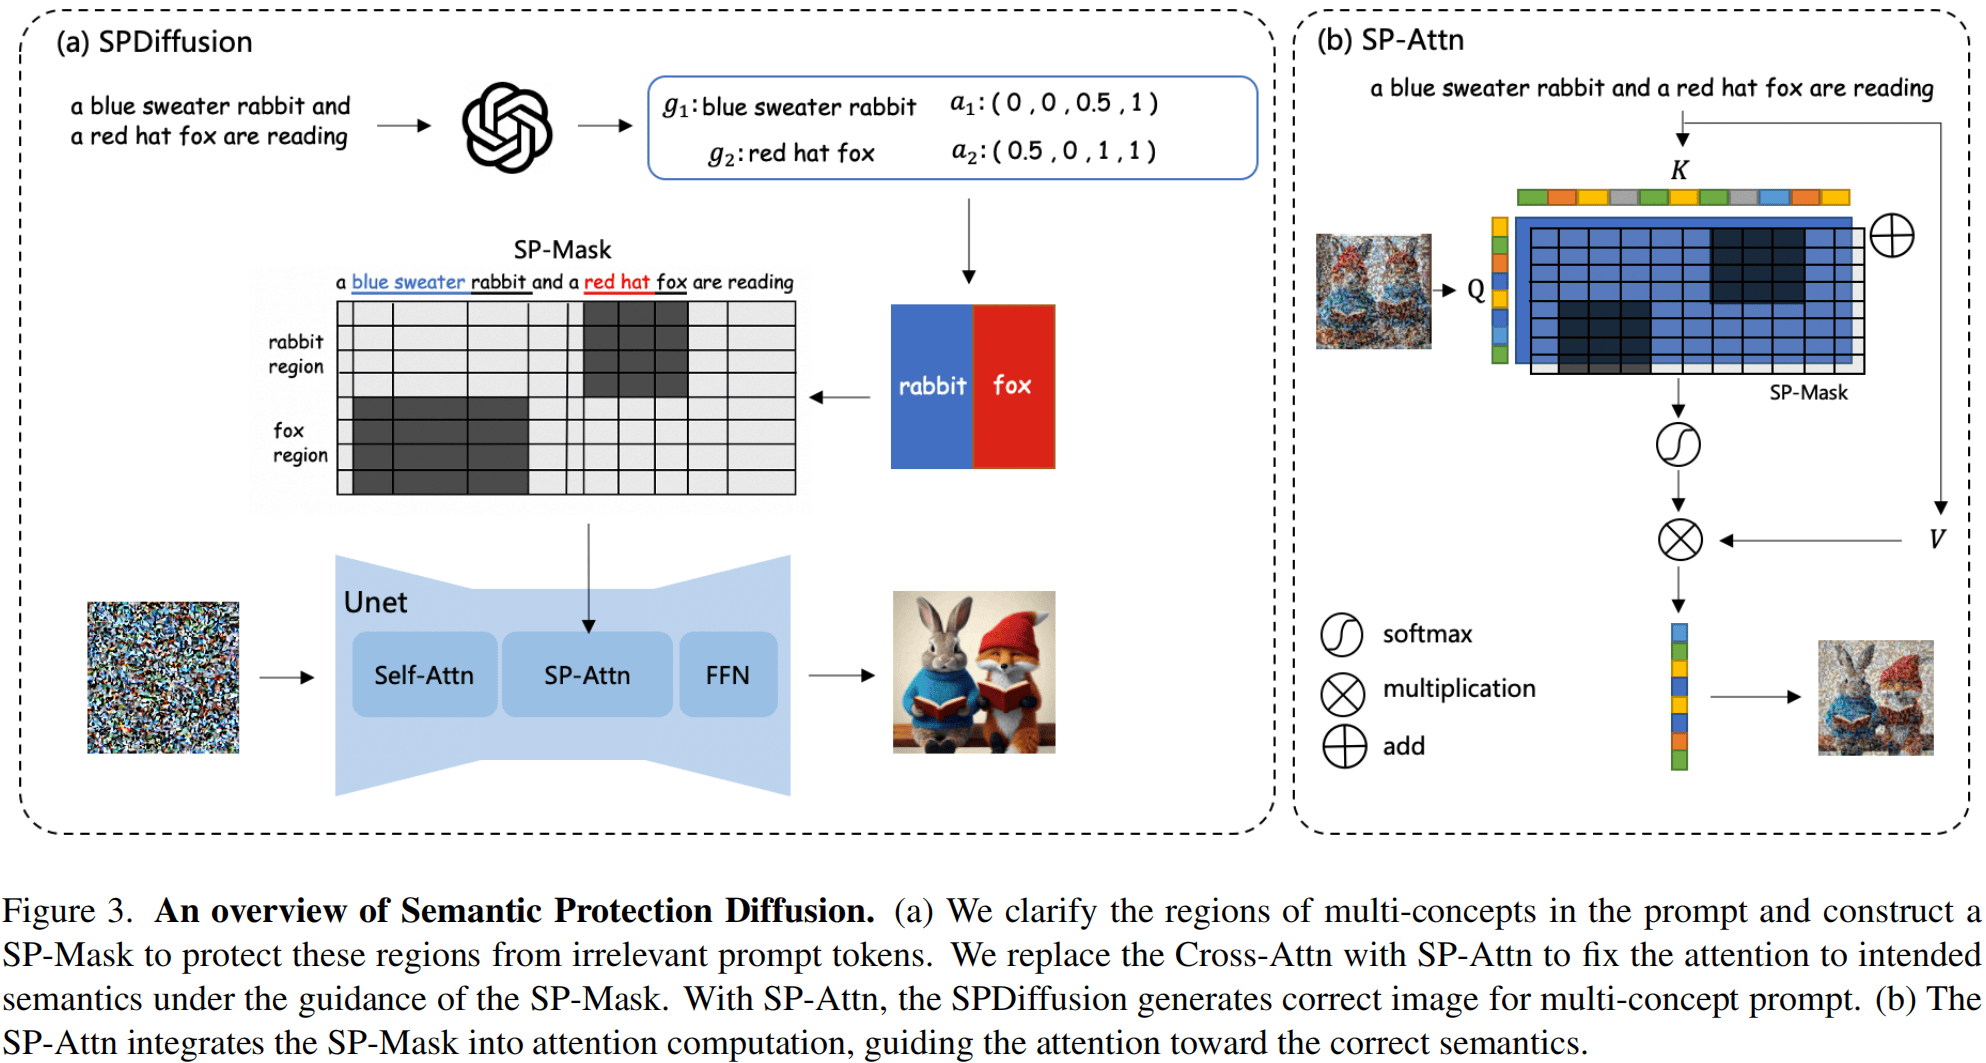 (a) SPDiffusion
a blue sweater rabbit and
a red hat fox are reading
g₁: blue sweater rabbit a₁: ( 0 , 0 , 0.5 , 1 )
g₂: red hat fox a₂: ( 0.5 , 0 , 1 , 1 )
SP-Mask
a blue sweater rabbit and a red hat fox are reading
rabbit
region
fox
region
rabbit fox
Unet
Self-Attn SP-Attn FFN
(b) SP-Attn
a blue sweater rabbit and a red hat fox are reading
K
Q
SP-Mask
V
softmax
multiplication
add
Figure 3. An overview of Semantic Protection Diffusion. (a) We clarify the regions of multi-concepts in the prompt and construct a
SP-Mask to protect these regions from irrelevant prompt tokens. We replace the Cross-Attn with SP-Attn to fix the attention to intended
semantics under the guidance of the SP-Mask. With SP-Attn, the SPDiffusion generates correct image for multi-concept prompt. (b) The
SP-Attn integrates the SP-Mask into attention computation, guiding the attention toward the correct semantics.